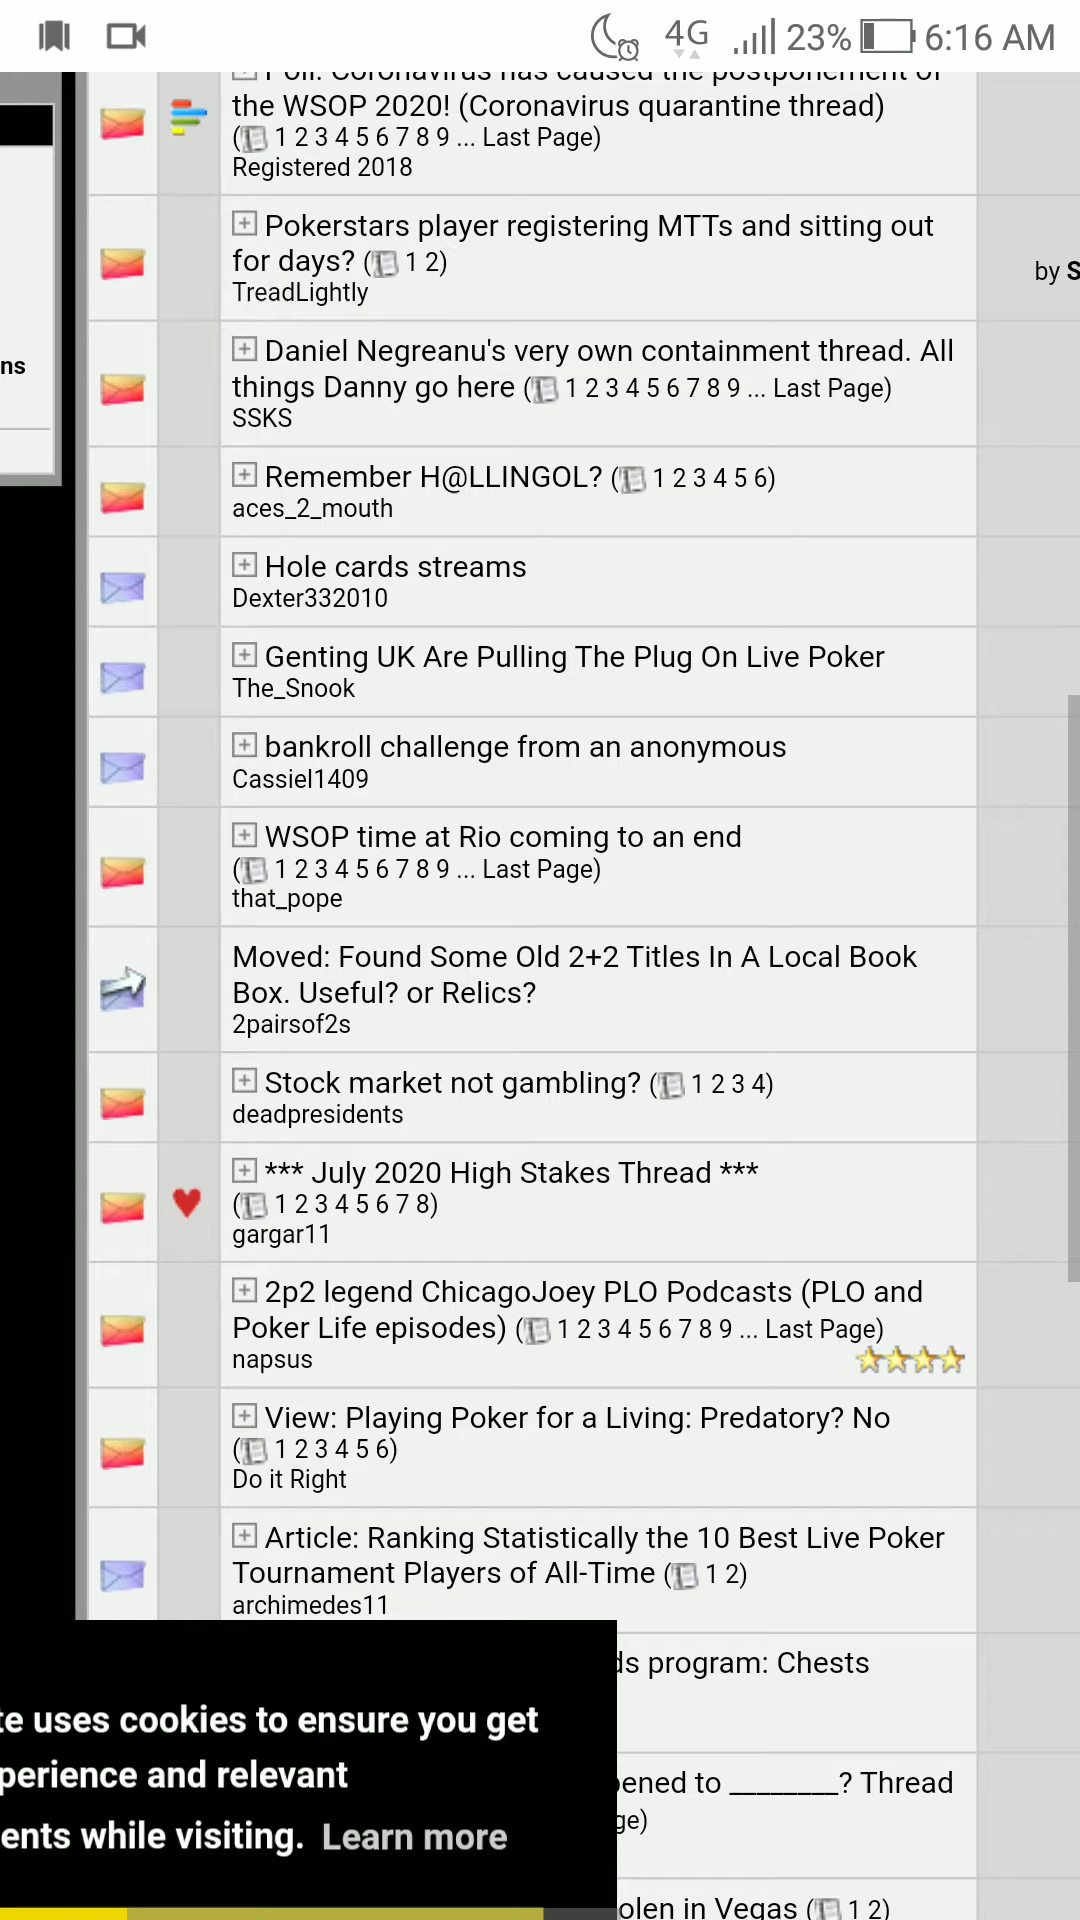 4G 23% 6:16 AM
Poll: Coronavirus has caused the postponement of
the WSOP 2020! (Coronavirus quarantine thread)
( 1 2 3 4 5 6 7 8 9 ... Last Page)
Registered 2018
Pokerstars player registering MTTs and sitting out
for days? ( 1 2)
TreadLightly
by S
Daniel Negreanu's very own containment thread. All
things Danny go here ( 1 2 3 4 5 6 7 8 9 ... Last Page)
SSKS
ns
Remember H@LLINGOL? ( 1 2 3 4 5 6)
aces_2_mouth
Hole cards streams
Dexter332010
Genting UK Are Pulling The Plug On Live Poker
The_Snook
bankroll challenge from an anonymous
Cassiel1409
WSOP time at Rio coming to an end
( 1 2 3 4 5 6 7 8 9 ... Last Page)
that_pope
Moved: Found Some Old 2+2 Titles In A Local Book
Box. Useful? or Relics?
2pairsof2s
Stock market not gambling? ( 1 2 3 4)
deadpresidents
*** July 2020 High Stakes Thread ***
( 1 2 3 4 5 6 7 8)
gargar11
2p2 legend ChicagoJoey PLO Podcasts (PLO and
Poker Life episodes) ( 1 2 3 4 5 6 7 8 9 ... Last Page)
napsus
View: Playing Poker for a Living: Predatory? No
( 1 2 3 4 5 6)
Do it Right
Article: Ranking Statistically the 10 Best Live Poker
Tournament Players of All-Time ( 1 2)
archimedes11
ds program: Chests
te uses cookies to ensure you get
perience and relevant
ents while visiting. Learn more
pened to ________? Thread
ge)
olen in Vegas ( 1 2)